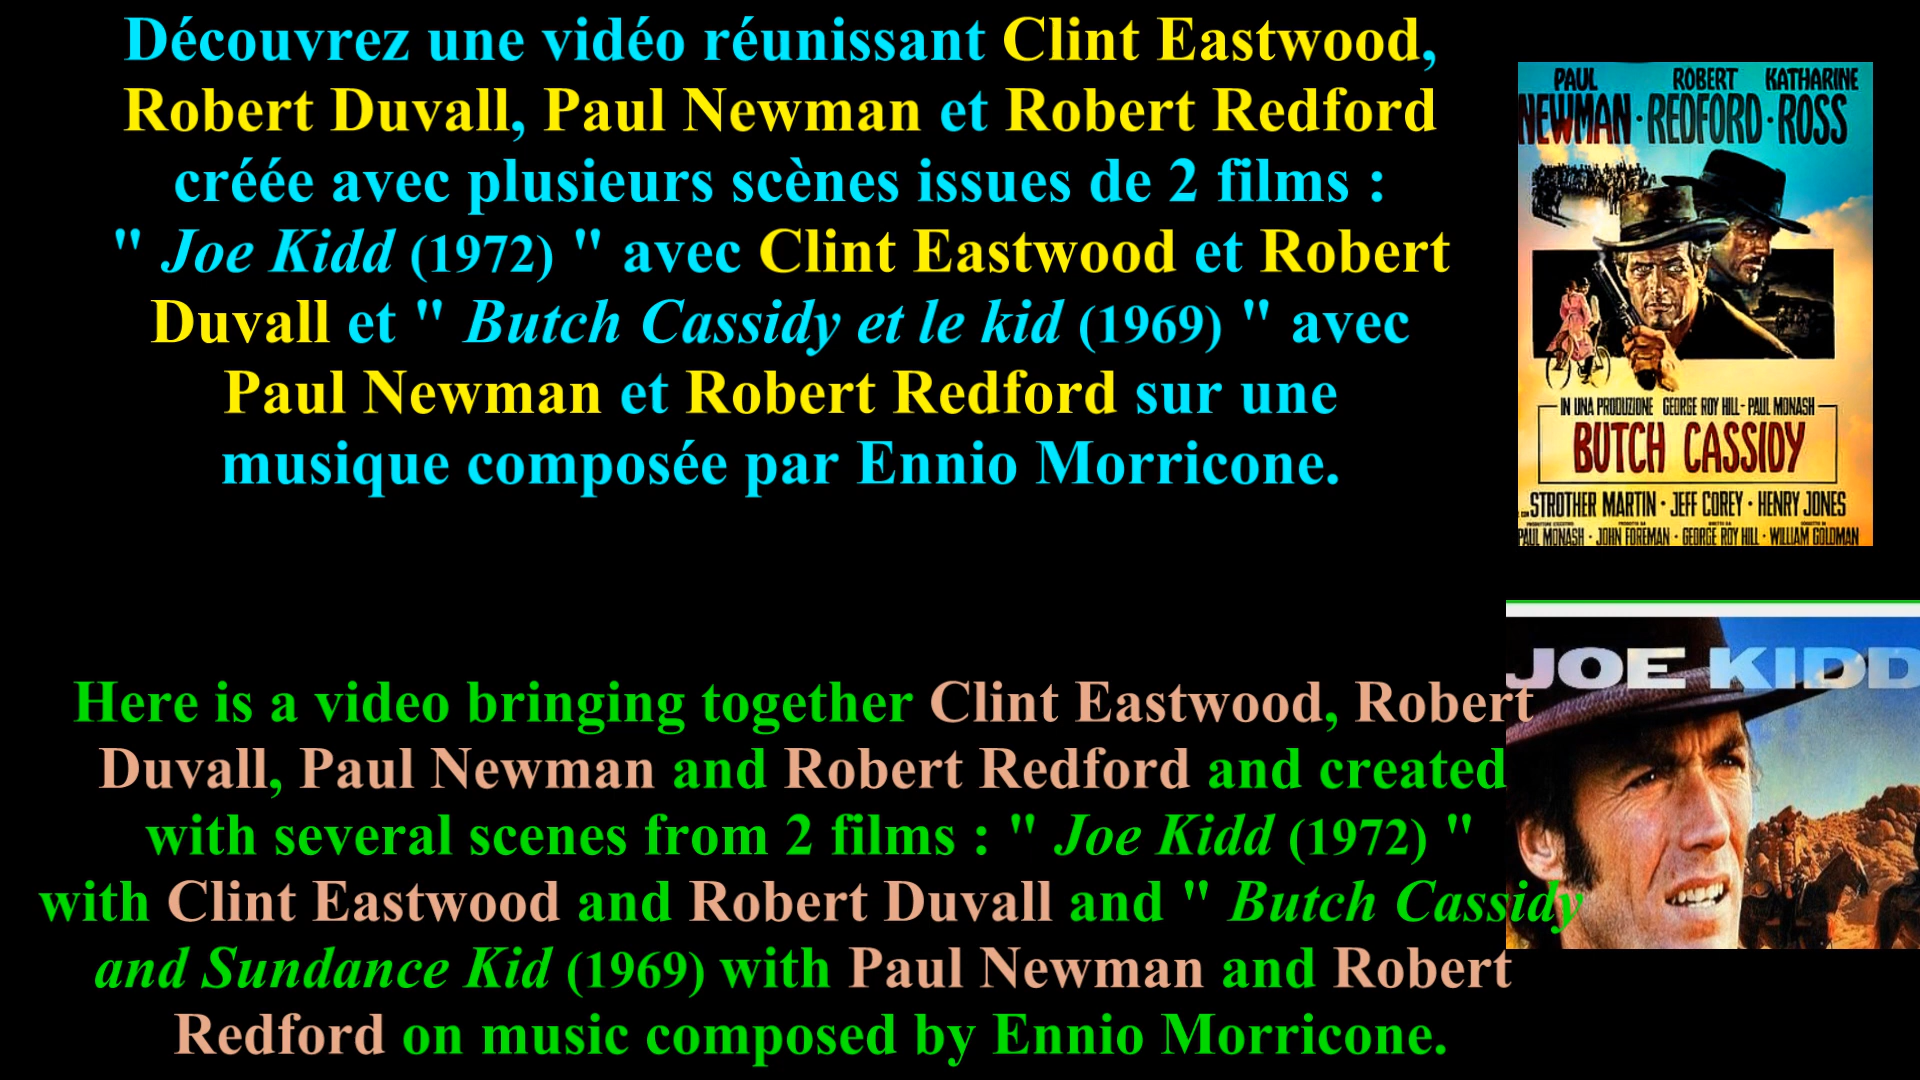 Découvrez une vidéo réunissant Clint Eastwood,
Robert Duvall, Paul Newman et Robert Redford
créée avec plusieurs scènes issues de 2 films :
" Joe Kidd (1972) " avec Clint Eastwood et Robert
Duvall et " Butch Cassidy et le kid (1969) " avec
Paul Newman et Robert Redford sur une
musique composée par Ennio Morricone.
PAUL NEWMAN · ROBERT REDFORD · KATHARINE ROSS
IN UNA PRODUZIONE GEORGE ROY HILL - PAUL MONASH
BUTCH CASSIDY
CON STROTHER MARTIN · JEFF COREY · HENRY JONES
PAUL MONASH · JOHN FOREMAN · GEORGE ROY HILL · WILLIAM GOLDMAN
JOE KIDD
Here is a video bringing together Clint Eastwood, Robert
Duvall, Paul Newman and Robert Redford and created
with several scenes from 2 films : " Joe Kidd (1972) "
with Clint Eastwood and Robert Duvall and " Butch Cassidy
and Sundance Kid (1969) with Paul Newman and Robert
Redford on music composed by Ennio Morricone.